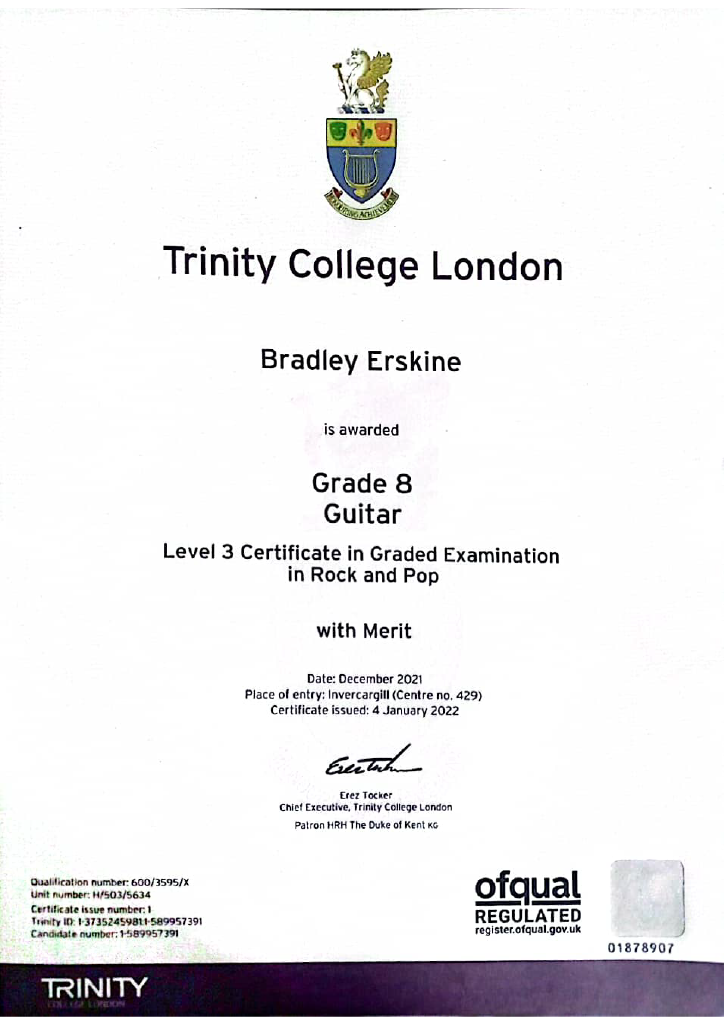 HONOURING ACHIEVEMENT
Trinity College London
Bradley Erskine
is awarded
Grade 8
Guitar
Level 3 Certificate in Graded Examination
in Rock and Pop
with Merit
Date: December 2021
Place of entry: Invercargill (Centre no. 429)
Certificate issued: 4 January 2022
Erez Tocker
Chief Executive, Trinity College London
Patron HRH The Duke of Kent KG
Qualification number: 600/3595/X
Unit number: H/503/5634
Certificate issue number: 1
Trinity ID: 1-37352459811-589957391
Candidate number: 1-589957391
ofqual
REGULATED
register.ofqual.gov.uk
01878907
TRINITY
COLLEGE LONDON